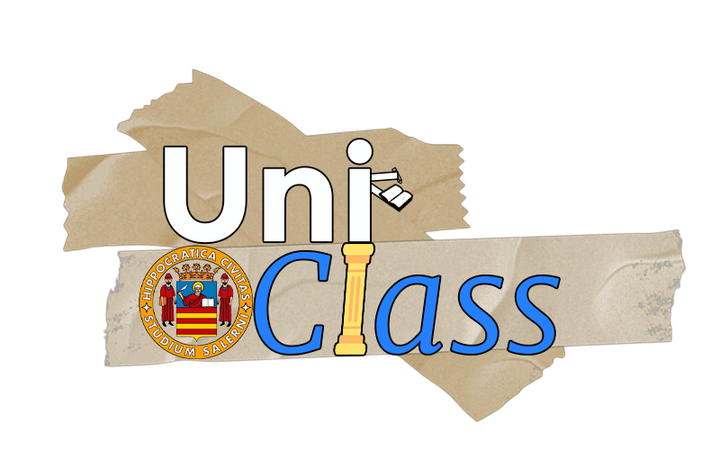 Uni
Class
HIPPOCRATICA CIVITAS
STUDIUM SALERNI